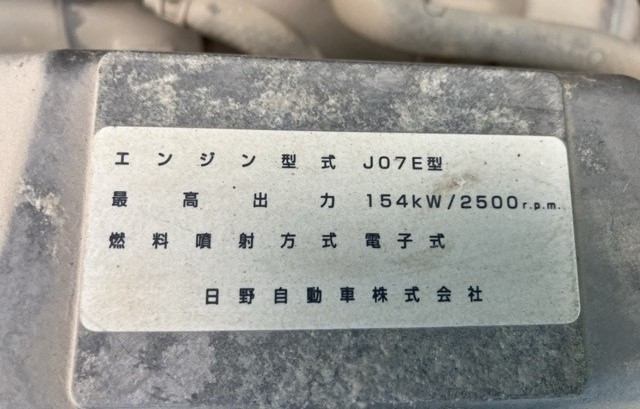 エンジン型式 J07E型
最高出力 154kW/2500r.p.m.
燃料噴射方式 電子式
日野自動車株式会社